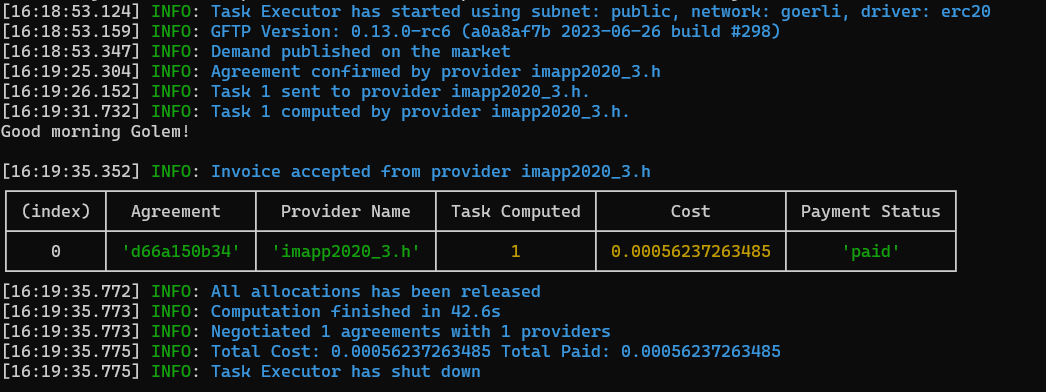 [16:18:53.124] INFO: Task Executor has started using subnet: public, network: goerli, driver: erc20
[16:18:53.159] INFO: GFTP Version: 0.13.0-rc6 (a0a8af7b 2023-06-26 build #298)
[16:18:53.347] INFO: Demand published on the market
[16:19:25.304] INFO: Agreement confirmed by provider imapp2020_3.h
[16:19:26.152] INFO: Task 1 sent to provider imapp2020_3.h.
[16:19:31.732] INFO: Task 1 computed by provider imapp2020_3.h.
Good morning Golem!
[16:19:35.352] INFO: Invoice accepted from provider imapp2020_3.h
(index) Agreement Provider Name Task Computed Cost Payment Status
0 'd66a150b34' 'imapp2020_3.h' 1 0.00056237263485 'paid'
[16:19:35.772] INFO: All allocations has been released
[16:19:35.773] INFO: Computation finished in 42.6s
[16:19:35.773] INFO: Negotiated 1 agreements with 1 providers
[16:19:35.775] INFO: Total Cost: 0.00056237263485 Total Paid: 0.00056237263485
[16:19:35.775] INFO: Task Executor has shut down